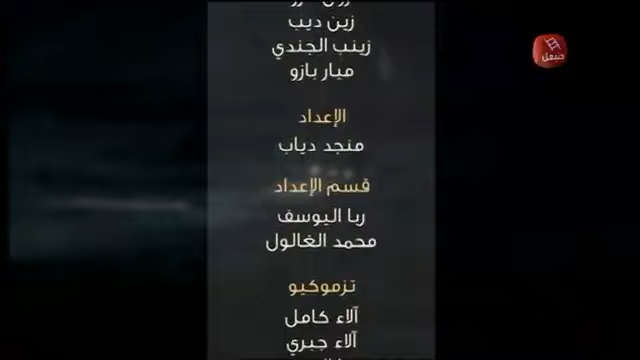 زين ديب
زينب الجندي
ميار بازو
الإعداد
منجد دياب
قسم الإعداد
ربا اليوسف
محمد الغالول
تزموكيو
آلاء كامل
آلاء جبري